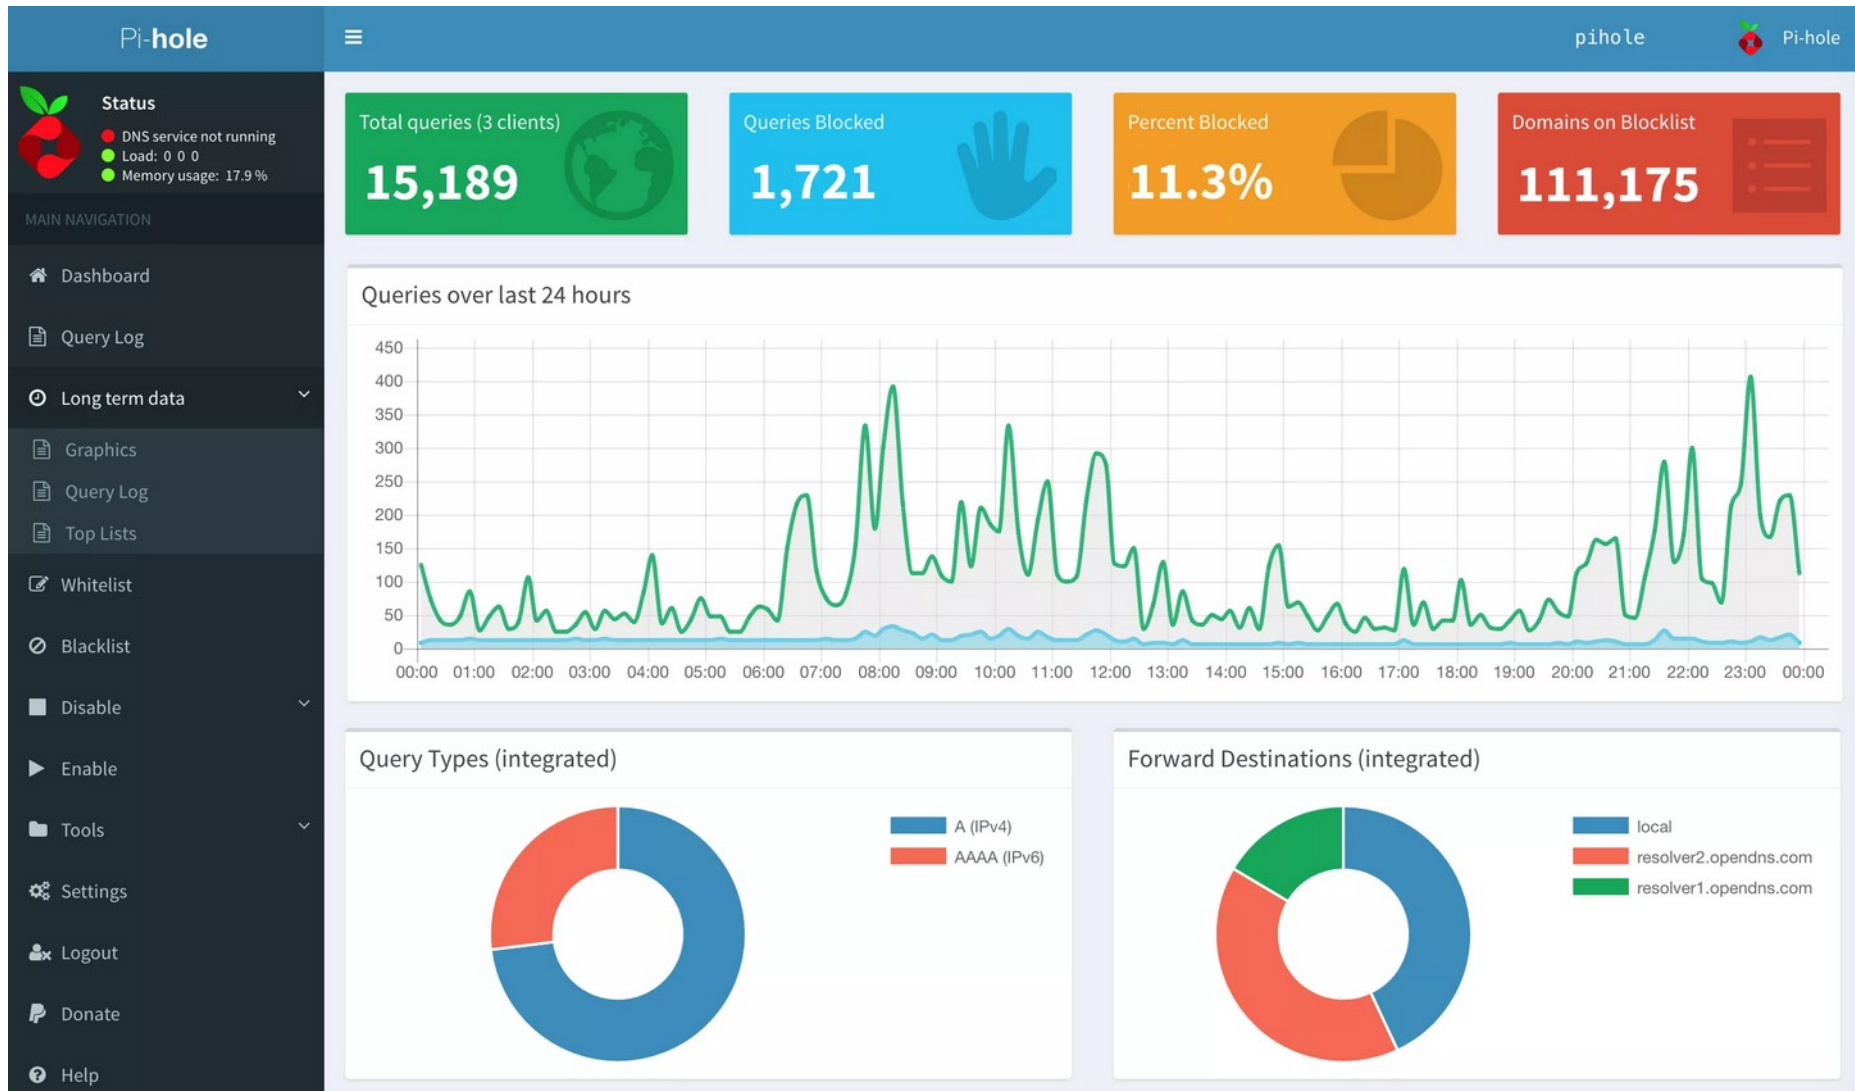 Pi-hole
pihole
Pi-hole
Status
DNS service not running
Load: 0 0 0
Memory usage: 17.9 %
MAIN NAVIGATION
Dashboard
Query Log
Long term data
Graphics
Query Log
Top Lists
Whitelist
Blacklist
Disable
Enable
Tools
Settings
Logout
Donate
Help
Total queries (3 clients)
15,189
Queries Blocked
1,721
Percent Blocked
11.3%
Domains on Blocklist
111,175
Queries over last 24 hours
450
400
350
300
250
200
150
100
50
0
00:00 01:00 02:00 03:00 04:00 05:00 06:00 07:00 08:00 09:00 10:00 11:00 12:00 13:00 14:00 15:00 16:00 17:00 18:00 19:00 20:00 21:00 22:00 23:00 00:00
Query Types (integrated)
A (IPv4)
AAAA (IPv6)
Forward Destinations (integrated)
local
resolver2.opendns.com
resolver1.opendns.com